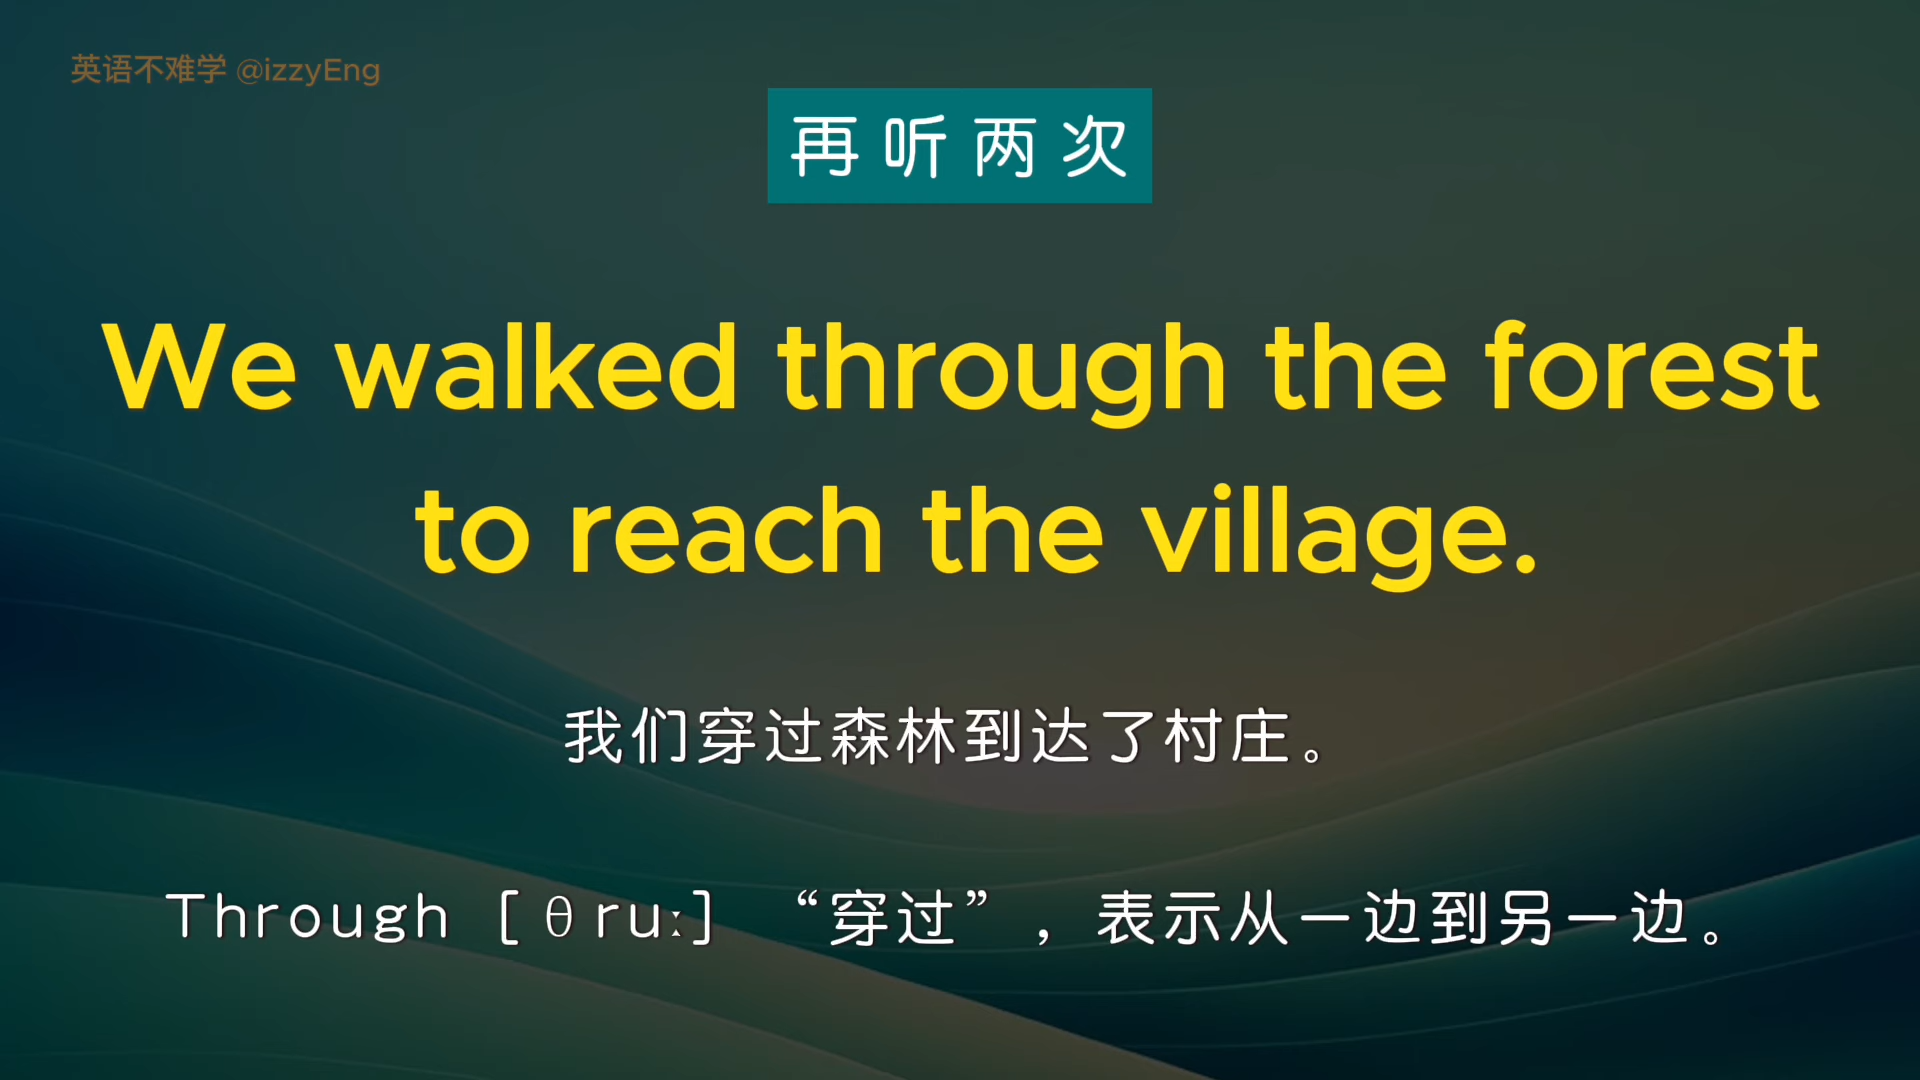 英语不难学 @izzyEng
再听两次
We walked through the forest
to reach the village.
我们穿过森林到达了村庄。
Through [θruː] “穿过”，表示从一边到另一边。